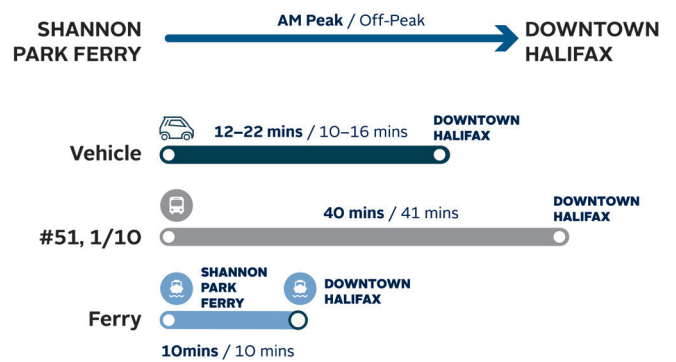 SHANNON
PARK FERRY
AM Peak / Off-Peak
DOWNTOWN
HALIFAX
Vehicle
12–22 mins / 10–16 mins
DOWNTOWN
HALIFAX
#51, 1/10
40 mins / 41 mins
DOWNTOWN
HALIFAX
Ferry
SHANNON
PARK
FERRY
DOWNTOWN
HALIFAX
10mins / 10 mins